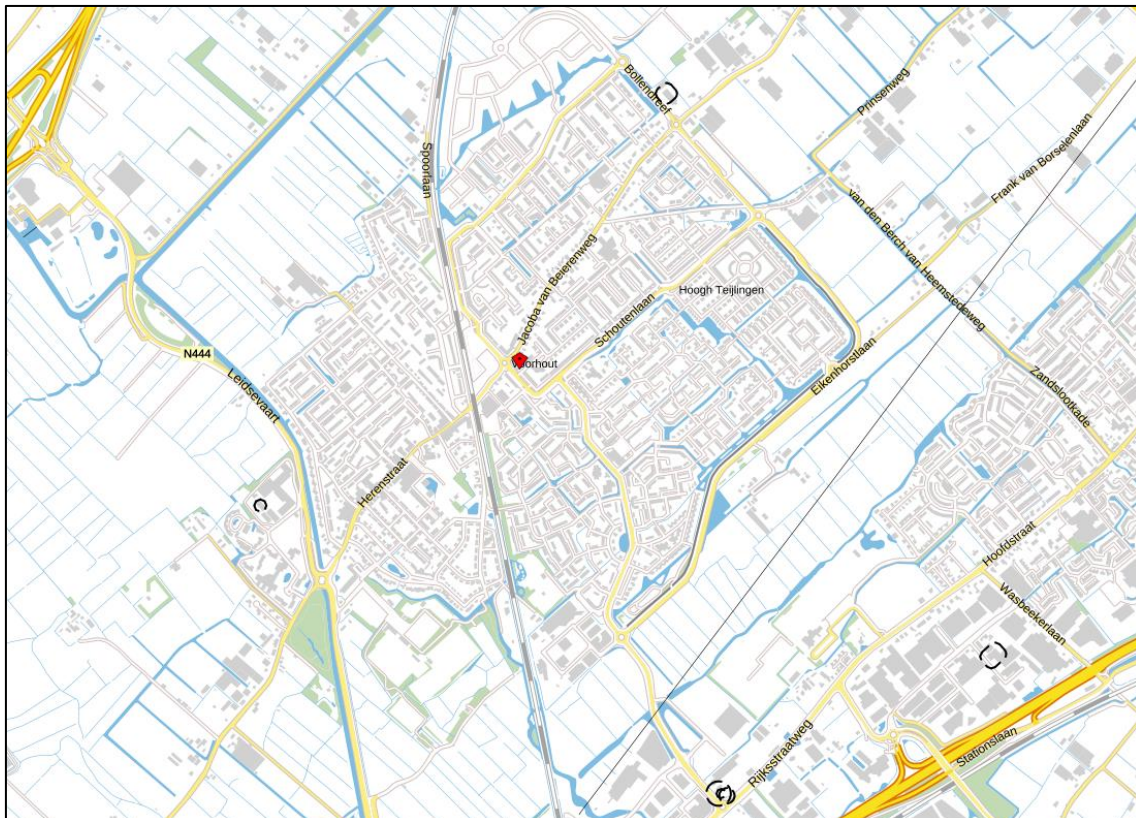 Bollendreef
Prinsenweg
Spoorlaan
Frank van Borselenlaan
van den Berch van Heemstedeweg
Jacoba van Beierenweg
Hoogh Teijlingen
Schoutenlaan
N444
Voorhout
Eikenhorstlaan
Leidsevaart
Zandslootkade
Herenstraat
Hoofdstraat
Wasbeekerlaan
Rijksstraatweg
Stationslaan